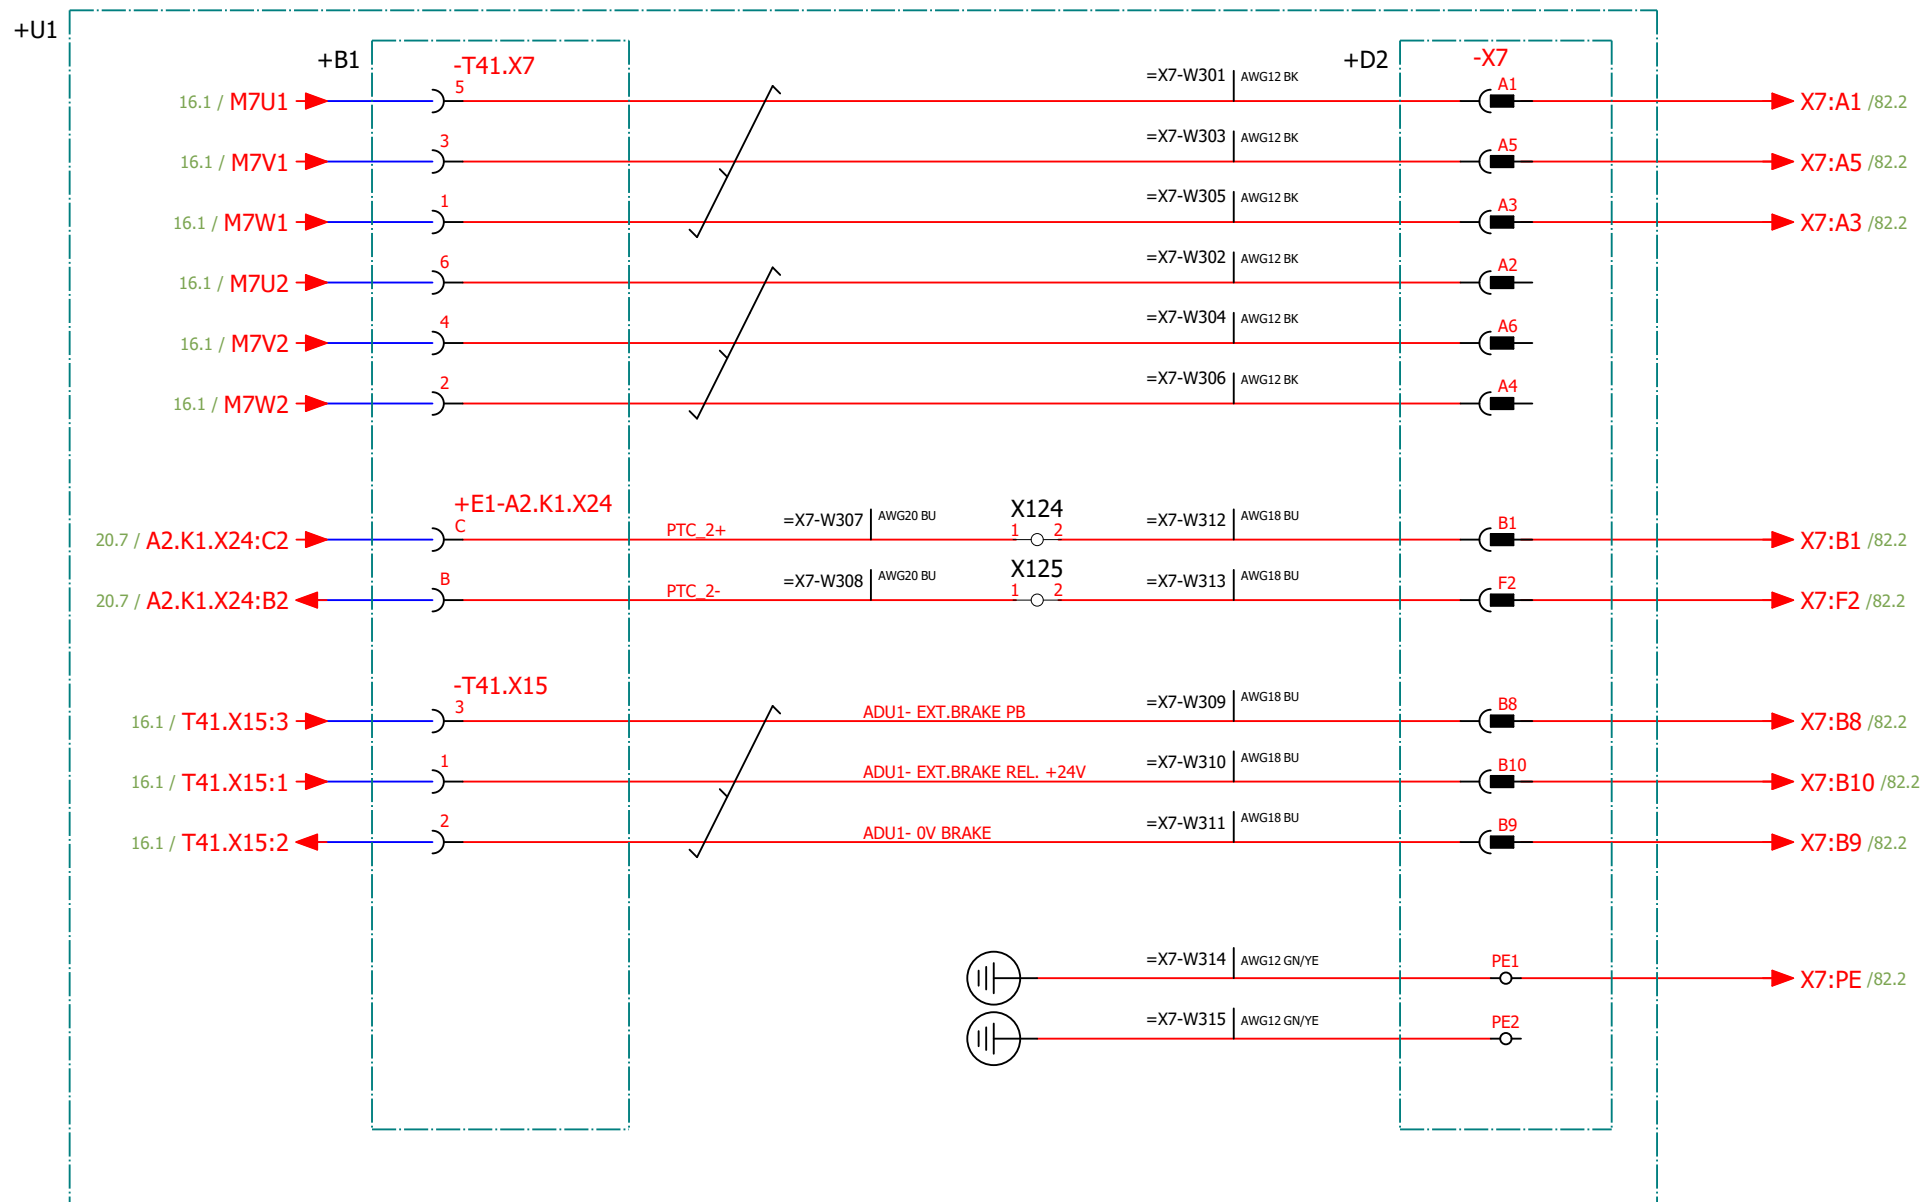 +U1
+B1
-T41.X7
+D2
-X7
16.1 / M7U1 5 =X7-W301 AWG12 BK A1 X7:A1 /82.2
16.1 / M7V1 3 =X7-W303 AWG12 BK A5 X7:A5 /82.2
16.1 / M7W1 1 =X7-W305 AWG12 BK A3 X7:A3 /82.2
16.1 / M7U2 6 =X7-W302 AWG12 BK A2
16.1 / M7V2 4 =X7-W304 AWG12 BK A6
16.1 / M7W2 2 =X7-W306 AWG12 BK A4
+E1-A2.K1.X24
X124
20.7 / A2.K1.X24:C2 C PTC_2+ =X7-W307 AWG20 BU 1 2 =X7-W312 AWG18 BU B1 X7:B1 /82.2
X125
20.7 / A2.K1.X24:B2 B PTC_2- =X7-W308 AWG20 BU 1 2 =X7-W313 AWG18 BU F2 X7:F2 /82.2
-T41.X15
16.1 / T41.X15:3 3 ADU1- EXT.BRAKE PB =X7-W309 AWG18 BU B8 X7:B8 /82.2
16.1 / T41.X15:1 1 ADU1- EXT.BRAKE REL. +24V =X7-W310 AWG18 BU B10 X7:B10 /82.2
16.1 / T41.X15:2 2 ADU1- 0V BRAKE =X7-W311 AWG18 BU B9 X7:B9 /82.2
=X7-W314 AWG12 GN/YE PE1 X7:PE /82.2
=X7-W315 AWG12 GN/YE PE2